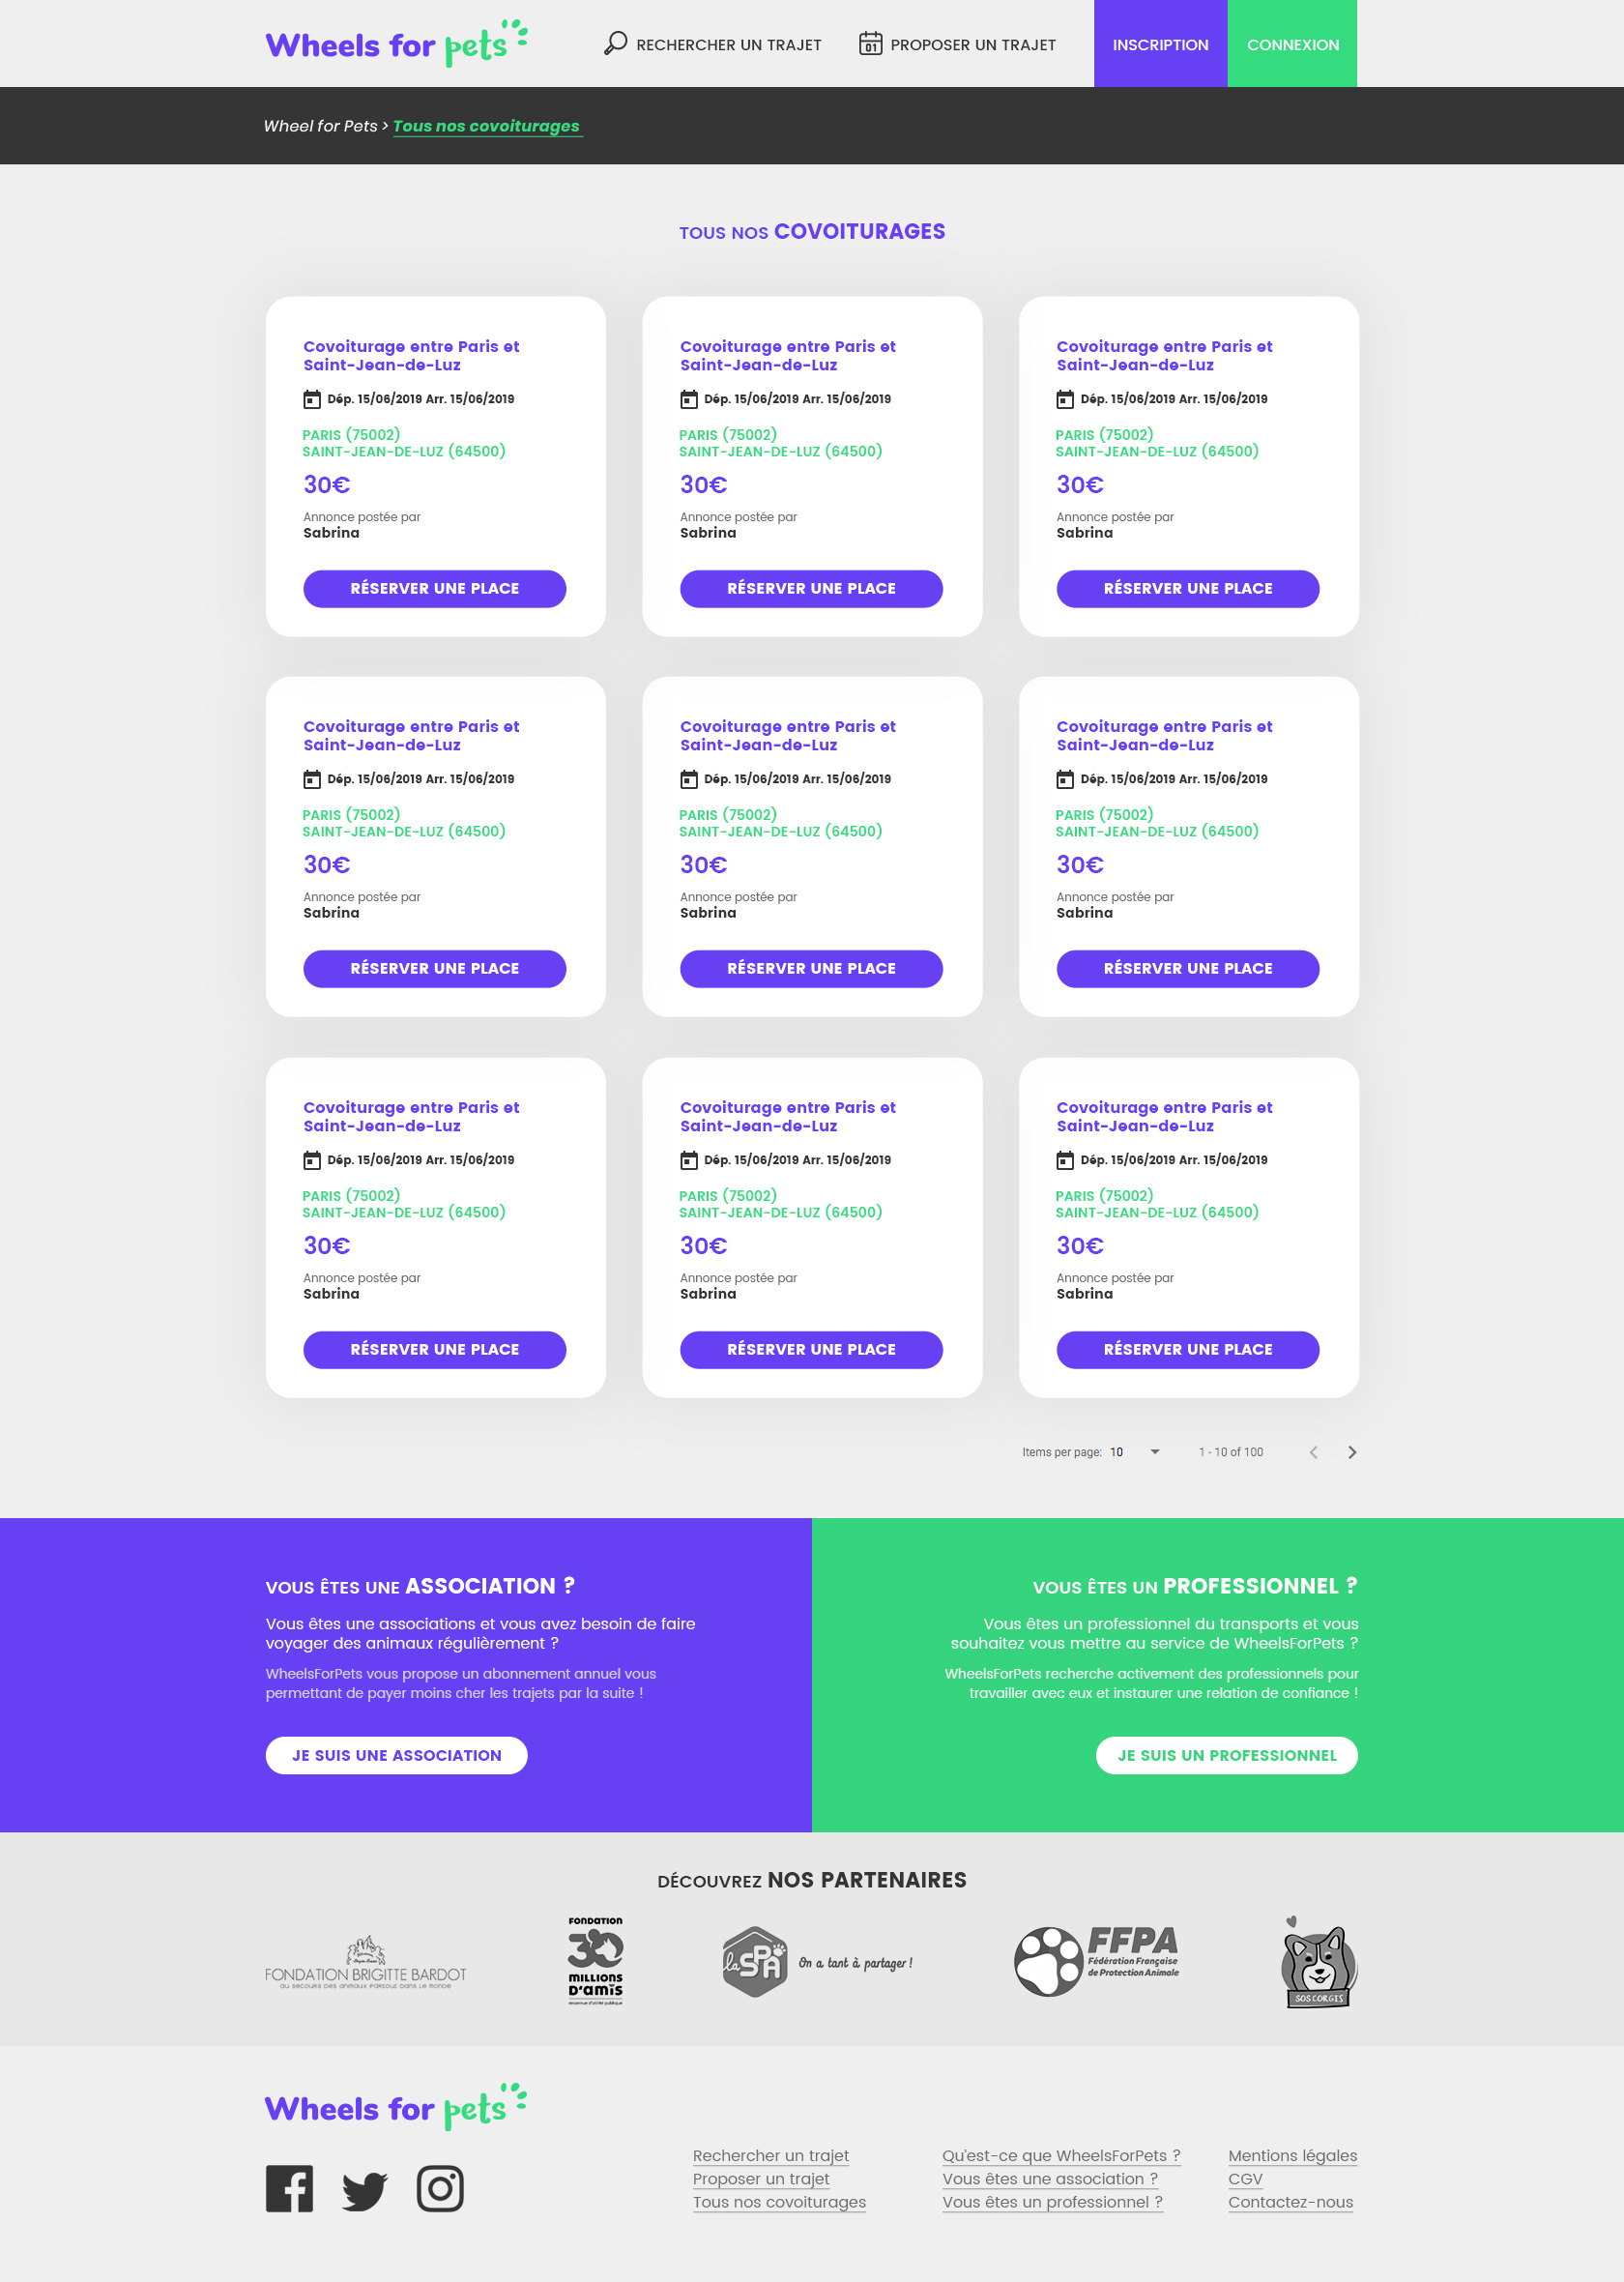 Wheels for pets
RECHERCHER UN TRAJET
01
PROPOSER UN TRAJET
INSCRIPTION
CONNEXION
Wheel for Pets > Tous nos covoiturages
TOUS NOS COVOITURAGES
Covoiturage entre Paris et
Saint-Jean-de-Luz
Dép. 15/06/2019 Arr. 15/06/2019
PARIS (75002)
SAINT-JEAN-DE-LUZ (64500)
30€
Annonce postée par
Sabrina
RÉSERVER UNE PLACE
Covoiturage entre Paris et
Saint-Jean-de-Luz
Dép. 15/06/2019 Arr. 15/06/2019
PARIS (75002)
SAINT-JEAN-DE-LUZ (64500)
30€
Annonce postée par
Sabrina
RÉSERVER UNE PLACE
Covoiturage entre Paris et
Saint-Jean-de-Luz
Dép. 15/06/2019 Arr. 15/06/2019
PARIS (75002)
SAINT-JEAN-DE-LUZ (64500)
30€
Annonce postée par
Sabrina
RÉSERVER UNE PLACE
Covoiturage entre Paris et
Saint-Jean-de-Luz
Dép. 15/06/2019 Arr. 15/06/2019
PARIS (75002)
SAINT-JEAN-DE-LUZ (64500)
30€
Annonce postée par
Sabrina
RÉSERVER UNE PLACE
Covoiturage entre Paris et
Saint-Jean-de-Luz
Dép. 15/06/2019 Arr. 15/06/2019
PARIS (75002)
SAINT-JEAN-DE-LUZ (64500)
30€
Annonce postée par
Sabrina
RÉSERVER UNE PLACE
Covoiturage entre Paris et
Saint-Jean-de-Luz
Dép. 15/06/2019 Arr. 15/06/2019
PARIS (75002)
SAINT-JEAN-DE-LUZ (64500)
30€
Annonce postée par
Sabrina
RÉSERVER UNE PLACE
Covoiturage entre Paris et
Saint-Jean-de-Luz
Dép. 15/06/2019 Arr. 15/06/2019
PARIS (75002)
SAINT-JEAN-DE-LUZ (64500)
30€
Annonce postée par
Sabrina
RÉSERVER UNE PLACE
Covoiturage entre Paris et
Saint-Jean-de-Luz
Dép. 15/06/2019 Arr. 15/06/2019
PARIS (75002)
SAINT-JEAN-DE-LUZ (64500)
30€
Annonce postée par
Sabrina
RÉSERVER UNE PLACE
Covoiturage entre Paris et
Saint-Jean-de-Luz
Dép. 15/06/2019 Arr. 15/06/2019
PARIS (75002)
SAINT-JEAN-DE-LUZ (64500)
30€
Annonce postée par
Sabrina
RÉSERVER UNE PLACE
Items per page: 10
1 - 10 of 100
VOUS ÊTES UNE ASSOCIATION ?
Vous êtes une associations et vous avez besoin de faire
voyager des animaux régulièrement ?
WheelsForPets vous propose un abonnement annuel vous
permettant de payer moins cher les trajets par la suite !
JE SUIS UNE ASSOCIATION
VOUS ÊTES UN PROFESSIONNEL ?
Vous êtes un professionnel du transports et vous
souhaitez vous mettre au service de WheelsForPets ?
WheelsForPets recherche activement des professionnels pour
travailler avec eux et instaurer une relation de confiance !
JE SUIS UN PROFESSIONNEL
DÉCOUVREZ NOS PARTENAIRES
FONDATION BRIGITTE BARDOT
au secours des animaux partout dans le monde
FONDATION
30
MILLIONS
D'AMIS
reconnue d'utilité publique
la SPA
On a tant à partager !
FFPA
Fédération Française
de Protection Animale
SOS CORGIS
Wheels for pets
Rechercher un trajet
Proposer un trajet
Tous nos covoiturages
Qu'est-ce que WheelsForPets ?
Vous êtes une association ?
Vous êtes un professionnel ?
Mentions légales
CGV
Contactez-nous